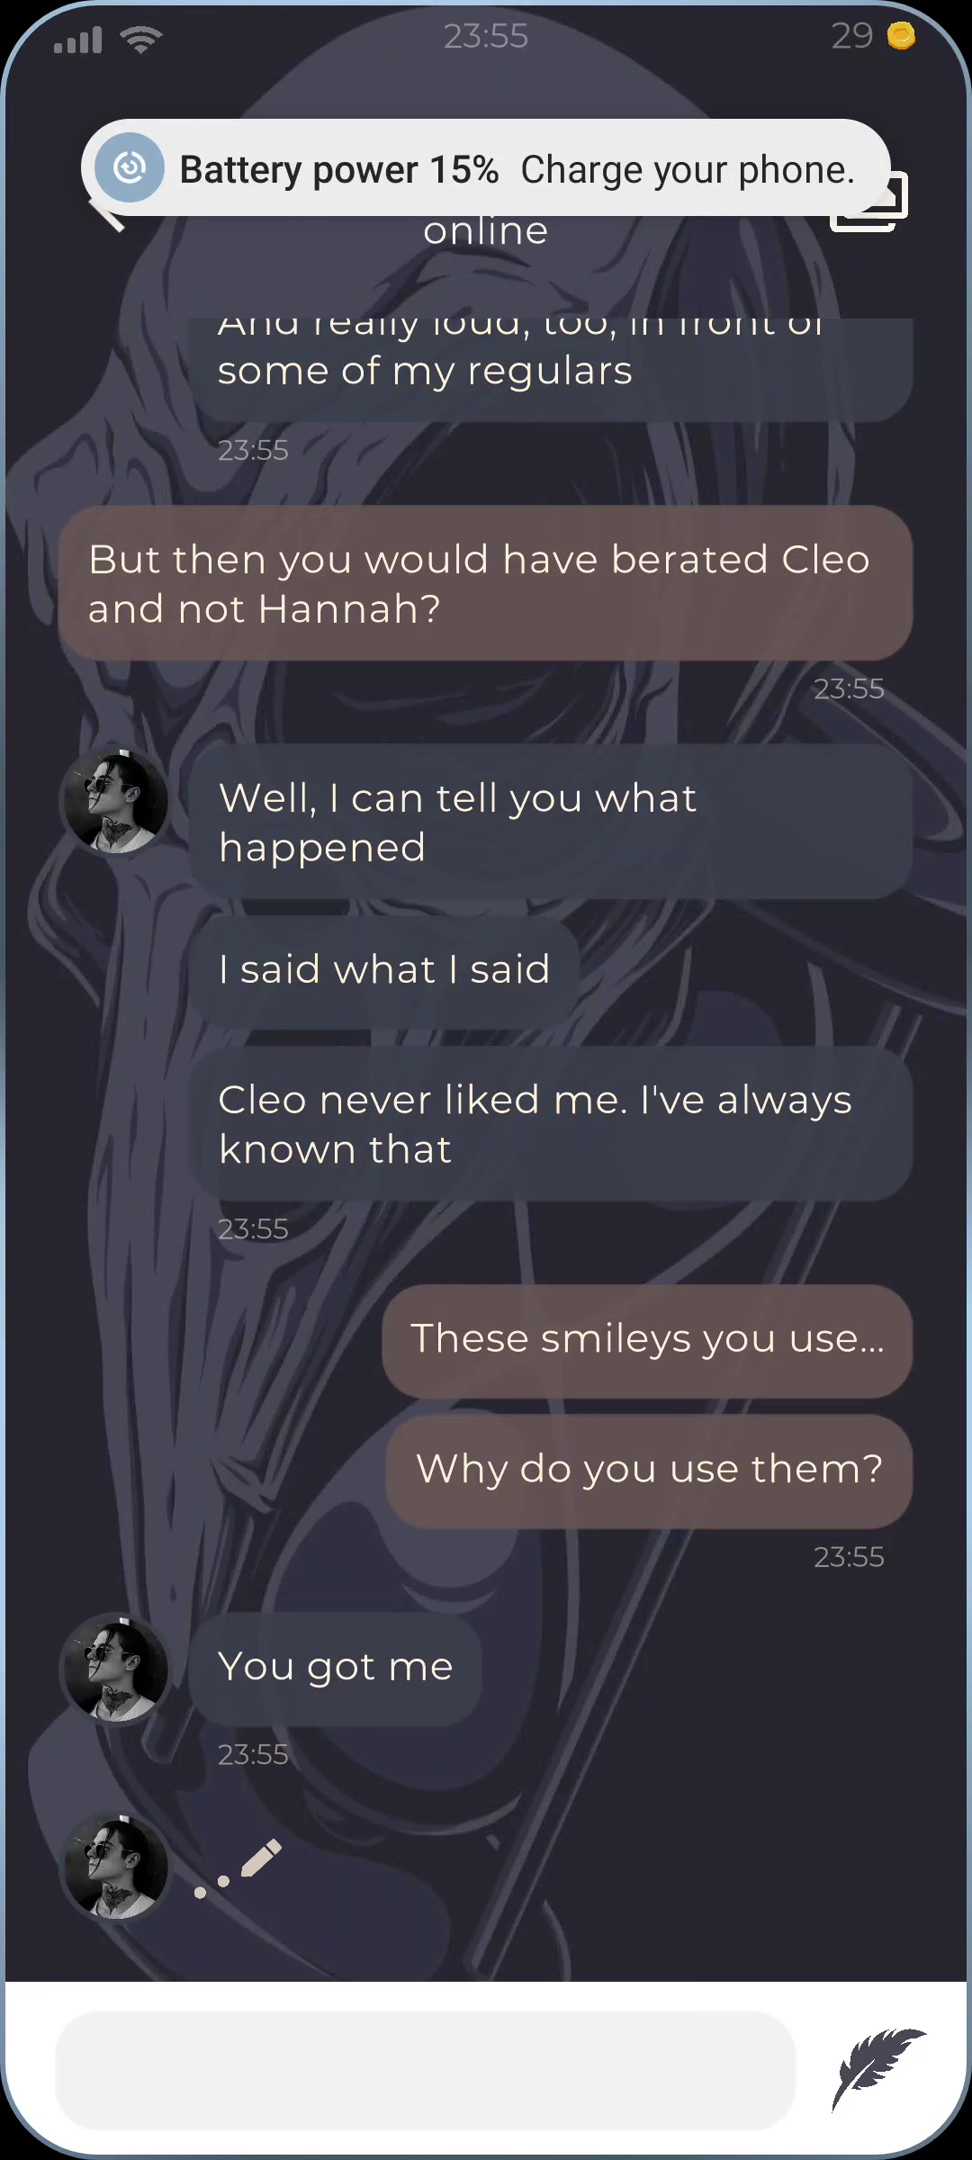 23:55
29
Battery power 15% Charge your phone.
online
And really loud, too, in front of
some of my regulars
23:55
But then you would have berated Cleo
and not Hannah?
23:55
Well, I can tell you what
happened
I said what I said
Cleo never liked me. I've always
known that
23:55
These smileys you use...
Why do you use them?
23:55
You got me
23:55